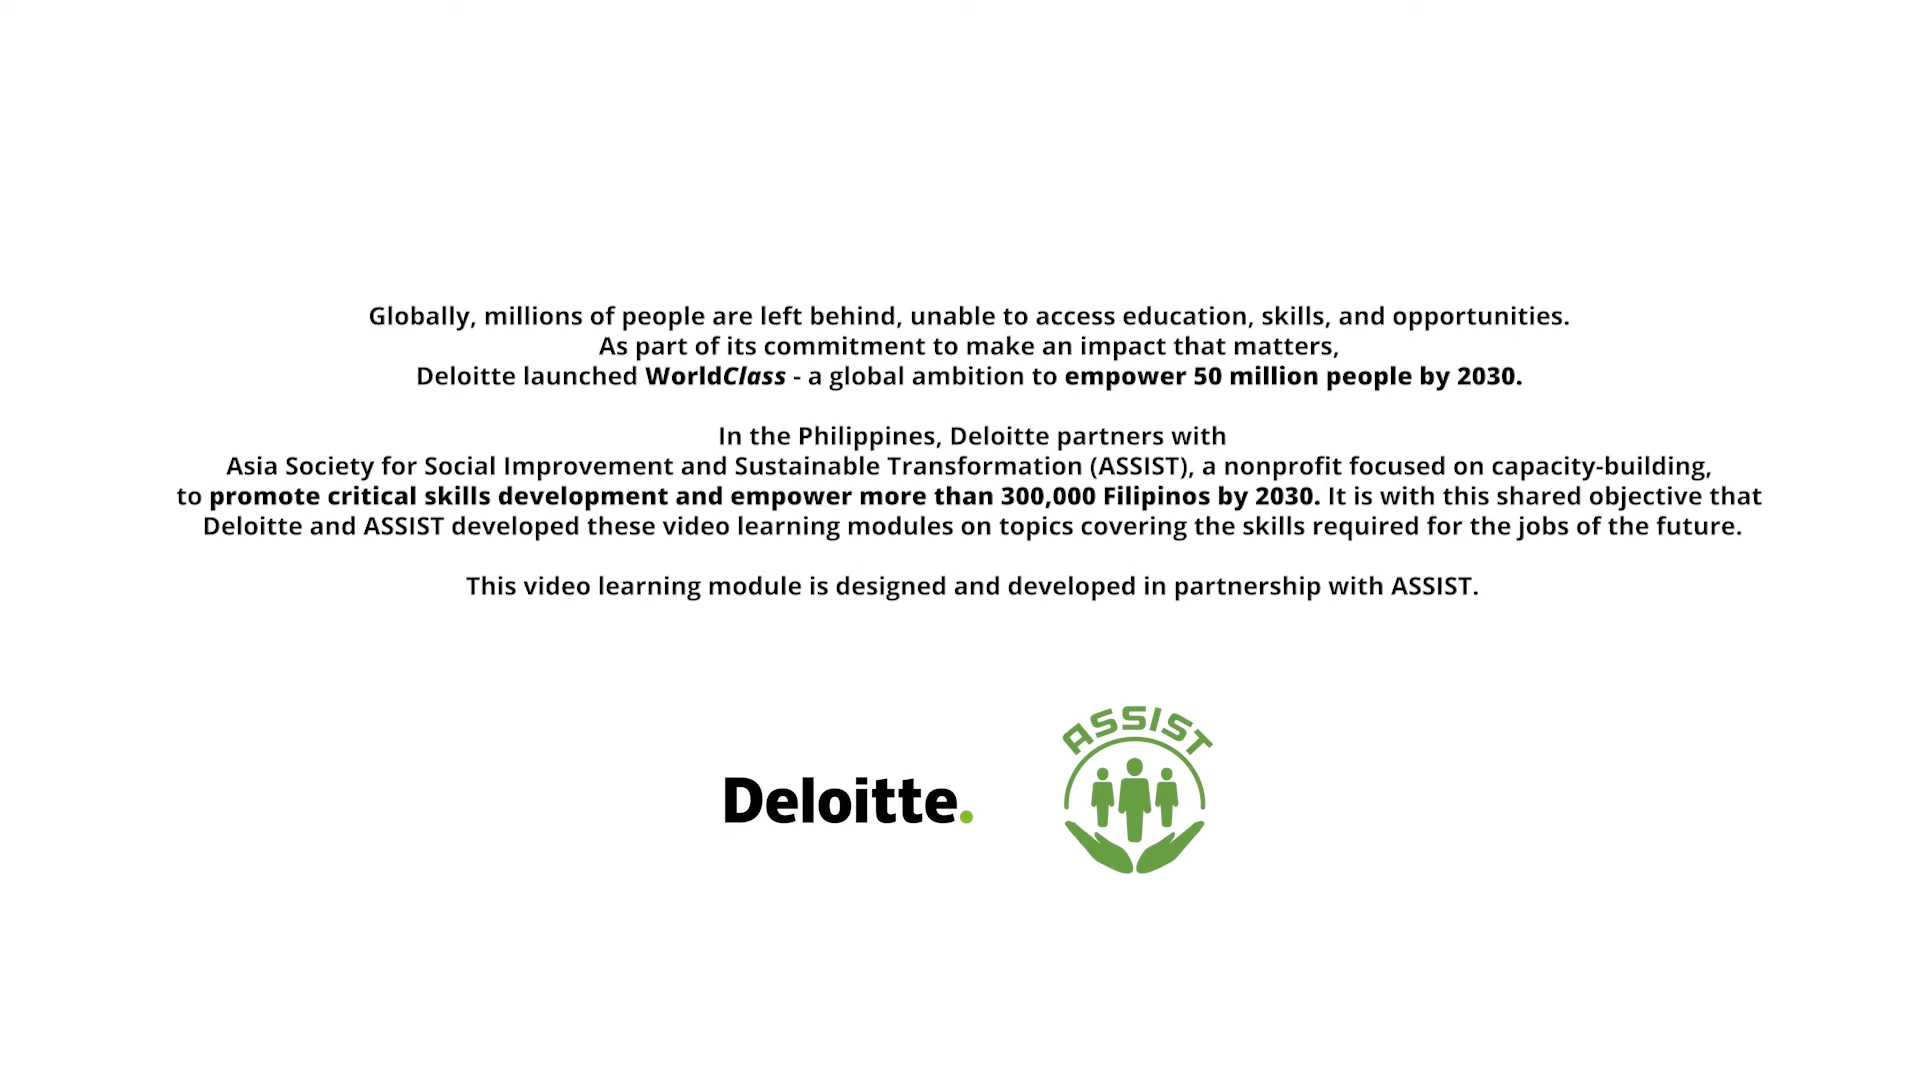 Globally, millions of people are left behind, unable to access education, skills, and opportunities.
As part of its commitment to make an impact that matters,
Deloitte launched WorldClass - a global ambition to empower 50 million people by 2030.
In the Philippines, Deloitte partners with
Asia Society for Social Improvement and Sustainable Transformation (ASSIST), a nonprofit focused on capacity-building,
to promote critical skills development and empower more than 300,000 Filipinos by 2030. It is with this shared objective that
Deloitte and ASSIST developed these video learning modules on topics covering the skills required for the jobs of the future.
This video learning module is designed and developed in partnership with ASSIST.
Deloitte.
ASSIST